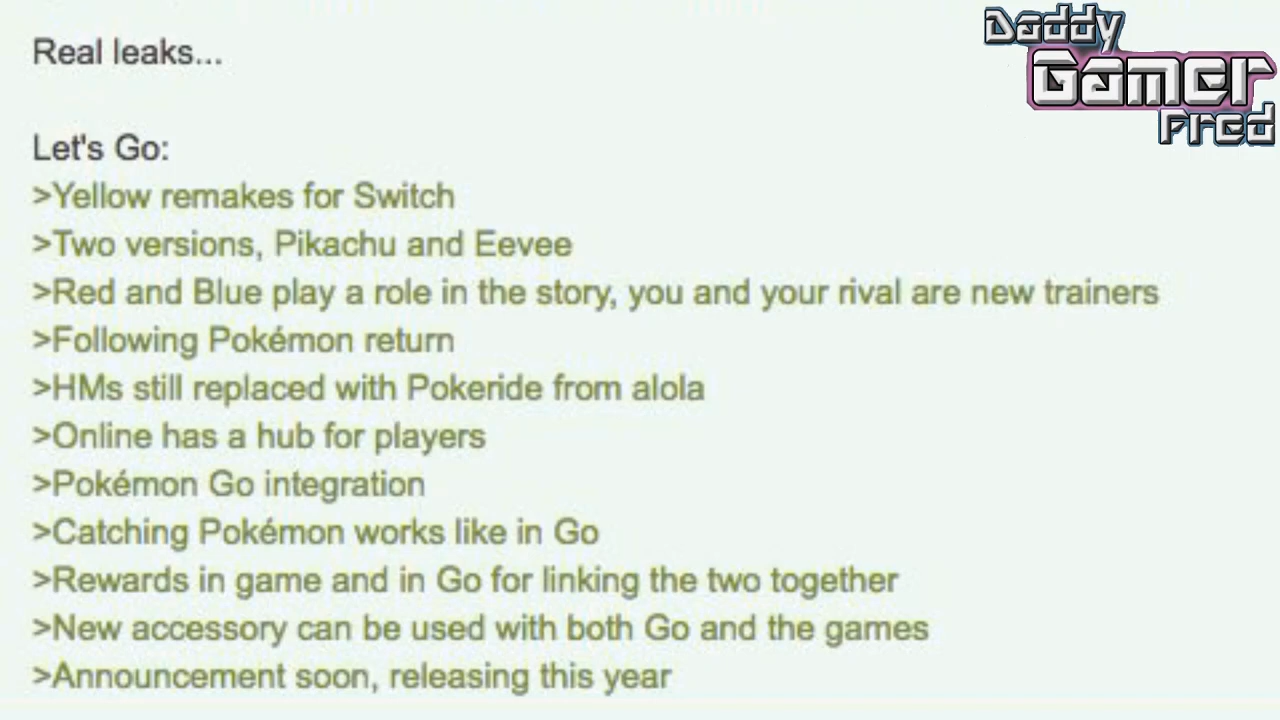 Real leaks...
Let's Go:
>Yellow remakes for Switch
>Two versions, Pikachu and Eevee
>Red and Blue play a role in the story, you and your rival are new trainers
>Following Pokémon return
>HMs still replaced with Pokeride from alola
>Online has a hub for players
>Pokémon Go integration
>Catching Pokémon works like in Go
>Rewards in game and in Go for linking the two together
>New accessory can be used with both Go and the games
>Announcement soon, releasing this year
Daddy
Gamer
Fred